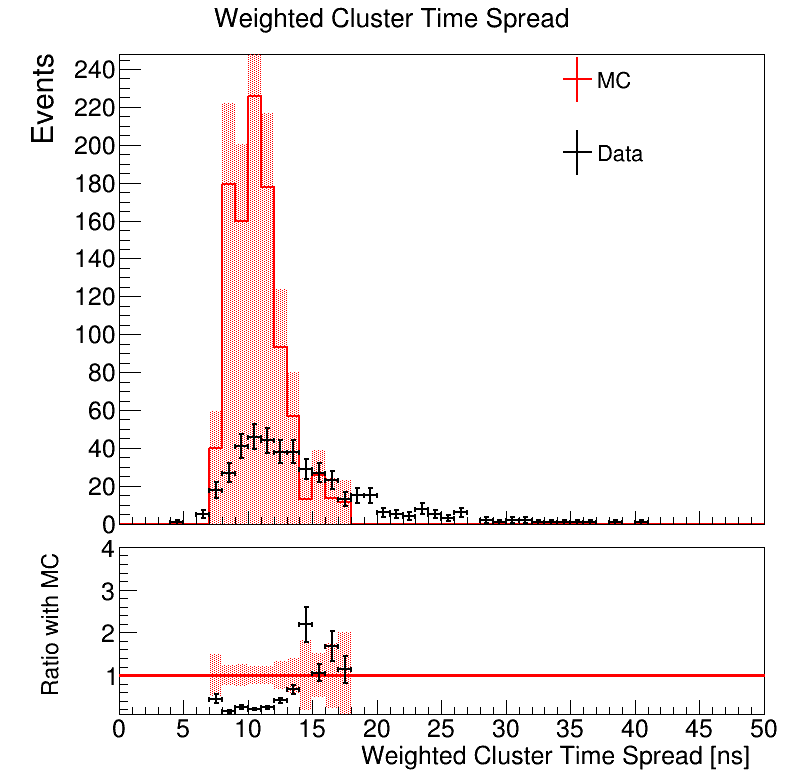 Weighted Cluster Time Spread
Events
240
220
200
180
160
140
120
100
80
60
40
20
0
MC
Data
Ratio with MC
4
3
2
1
0 5 10 15 20 25 30 35 40 45 50
Weighted Cluster Time Spread [ns]